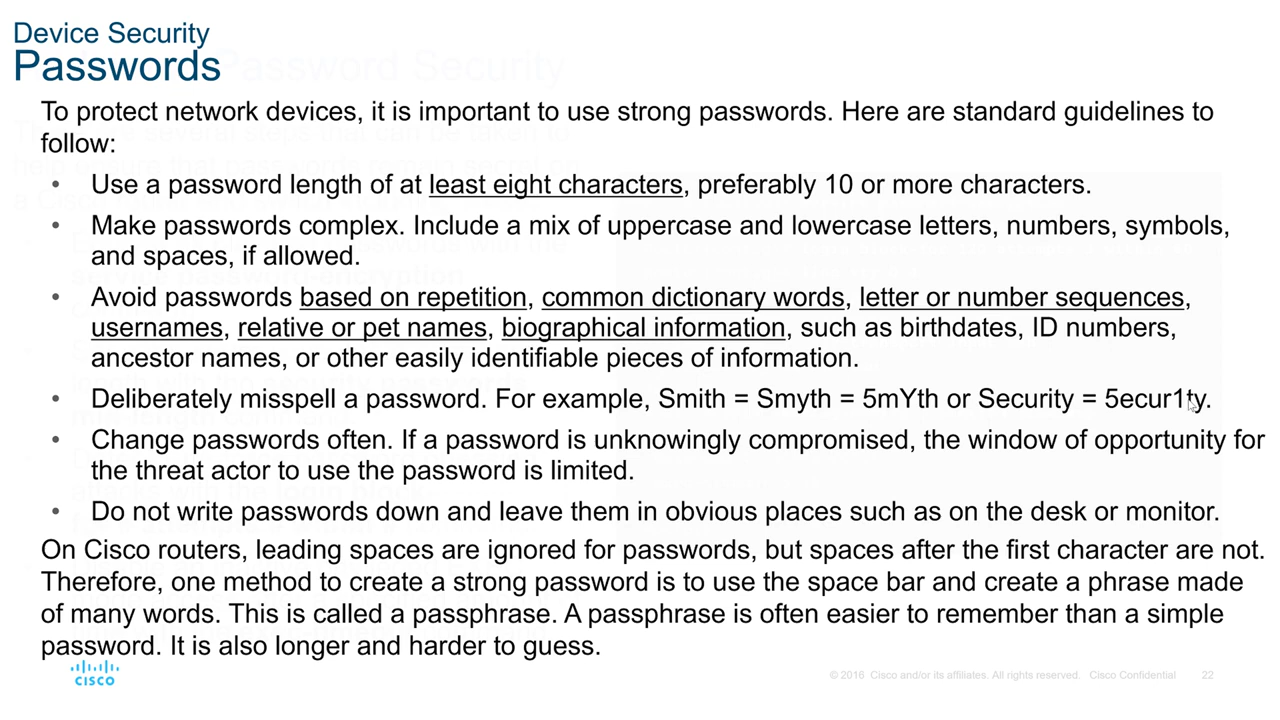 Device Security
Passwords
To protect network devices, it is important to use strong passwords. Here are standard guidelines to
follow:
• Use a password length of at least eight characters, preferably 10 or more characters.
• Make passwords complex. Include a mix of uppercase and lowercase letters, numbers, symbols,
and spaces, if allowed.
• Avoid passwords based on repetition, common dictionary words, letter or number sequences,
usernames, relative or pet names, biographical information, such as birthdates, ID numbers,
ancestor names, or other easily identifiable pieces of information.
• Deliberately misspell a password. For example, Smith = Smyth = 5mYth or Security = 5ecur1ty.
• Change passwords often. If a password is unknowingly compromised, the window of opportunity for
the threat actor to use the password is limited.
• Do not write passwords down and leave them in obvious places such as on the desk or monitor.
On Cisco routers, leading spaces are ignored for passwords, but spaces after the first character are not.
Therefore, one method to create a strong password is to use the space bar and create a phrase made
of many words. This is called a passphrase. A passphrase is often easier to remember than a simple
password. It is also longer and harder to guess.
CISCO
© 2016 Cisco and/or its affiliates. All rights reserved. Cisco Confidential 22